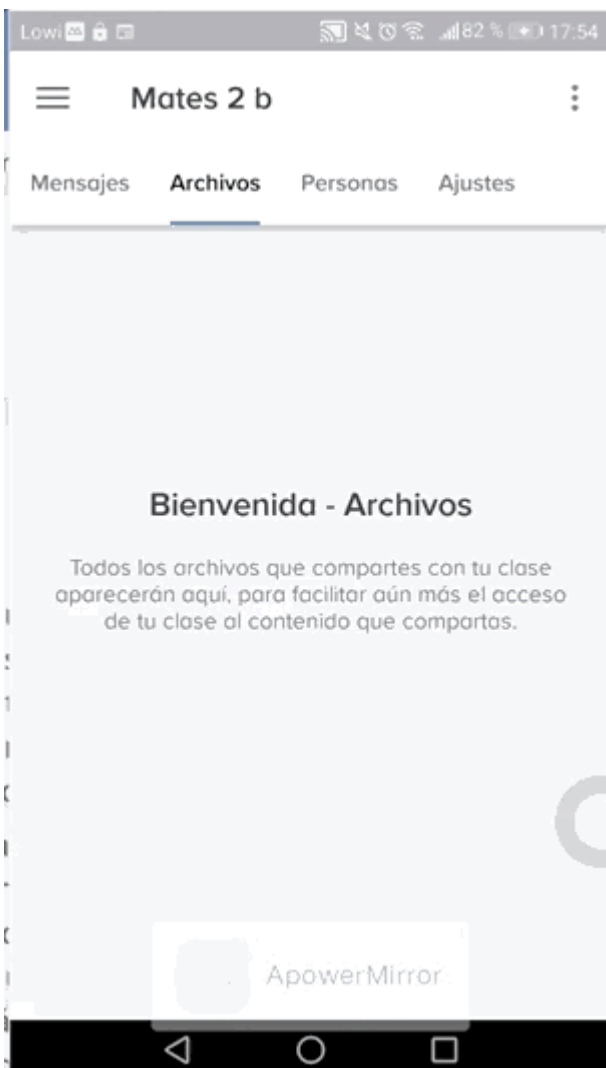 Lowi 82 % 17:54
Mates 2 b
Mensajes Archivos Personas Ajustes
Bienvenida - Archivos
Todos los archivos que compartes con tu clase
aparecerán aquí, para facilitar aún más el acceso
de tu clase al contenido que compartas.
ApowerMirror